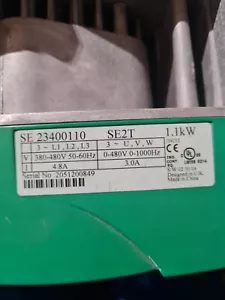 SE 23400110 SE2T 1.1kW
3 ~ L1, L2, L3 3 ~ U, V, W
V 380-480V 50-60Hz 0-480V 0-1000Hz
I 4.8A 3.0A
Serial No: 2051200849
Designed in U.K.
Made in China